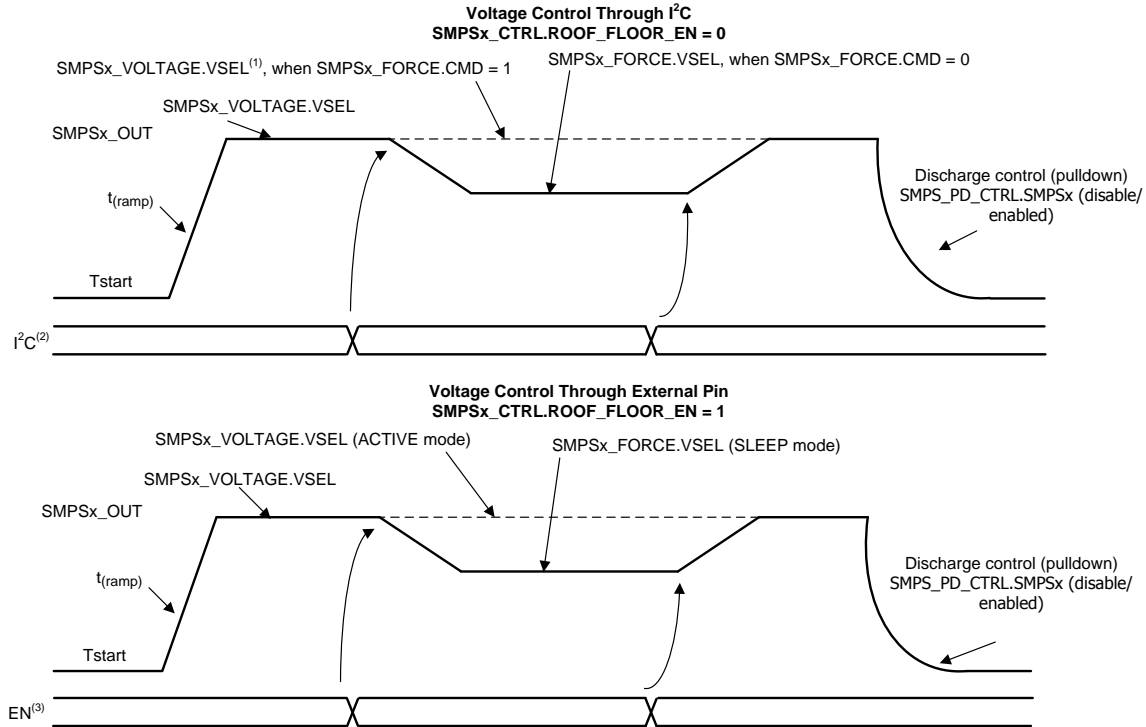 Voltage Control Through I²C
SMPSx_CTRL.ROOF_FLOOR_EN = 0
SMPSx_VOLTAGE.VSEL⁽¹⁾, when SMPSx_FORCE.CMD = 1
SMPSx_FORCE.VSEL, when SMPSx_FORCE.CMD = 0
SMPSx_VOLTAGE.VSEL
SMPSx_OUT
t(ramp)
Tstart
Discharge control (pulldown)
SMPS_PD_CTRL.SMPSx (disable/
enabled)
I²C⁽²⁾
Voltage Control Through External Pin
SMPSx_CTRL.ROOF_FLOOR_EN = 1
SMPSx_VOLTAGE.VSEL (ACTIVE mode)
SMPSx_FORCE.VSEL (SLEEP mode)
SMPSx_VOLTAGE.VSEL
SMPSx_OUT
t(ramp)
Tstart
Discharge control (pulldown)
SMPS_PD_CTRL.SMPSx (disable/
enabled)
EN⁽³⁾